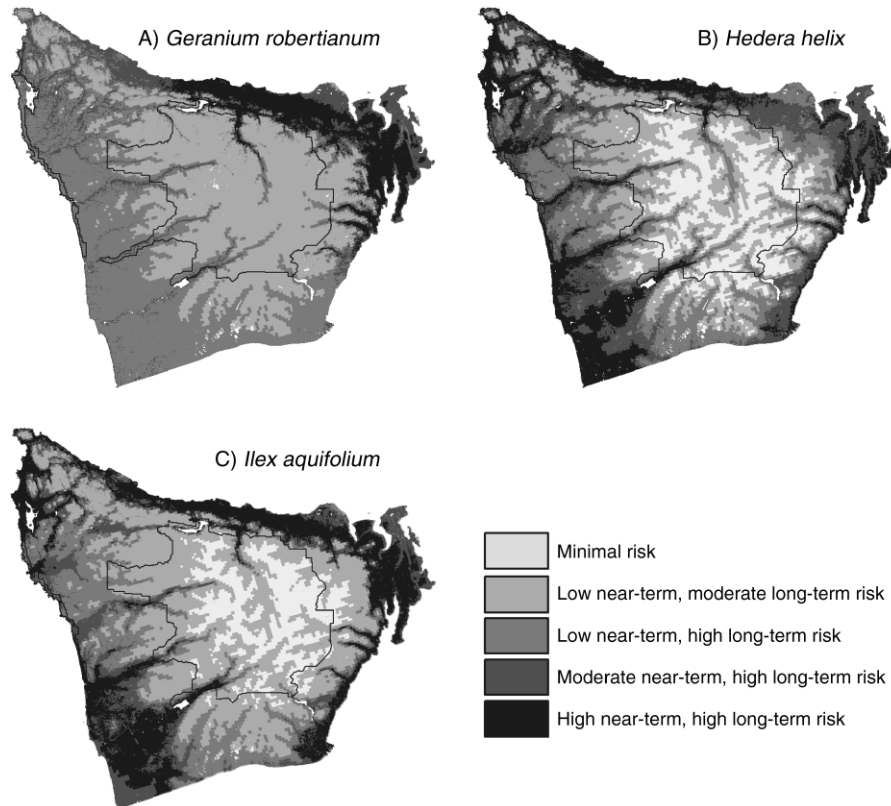 A) Geranium robertianum
B) Hedera helix
C) Ilex aquifolium
Minimal risk
Low near-term, moderate long-term risk
Low near-term, high long-term risk
Moderate near-term, high long-term risk
High near-term, high long-term risk